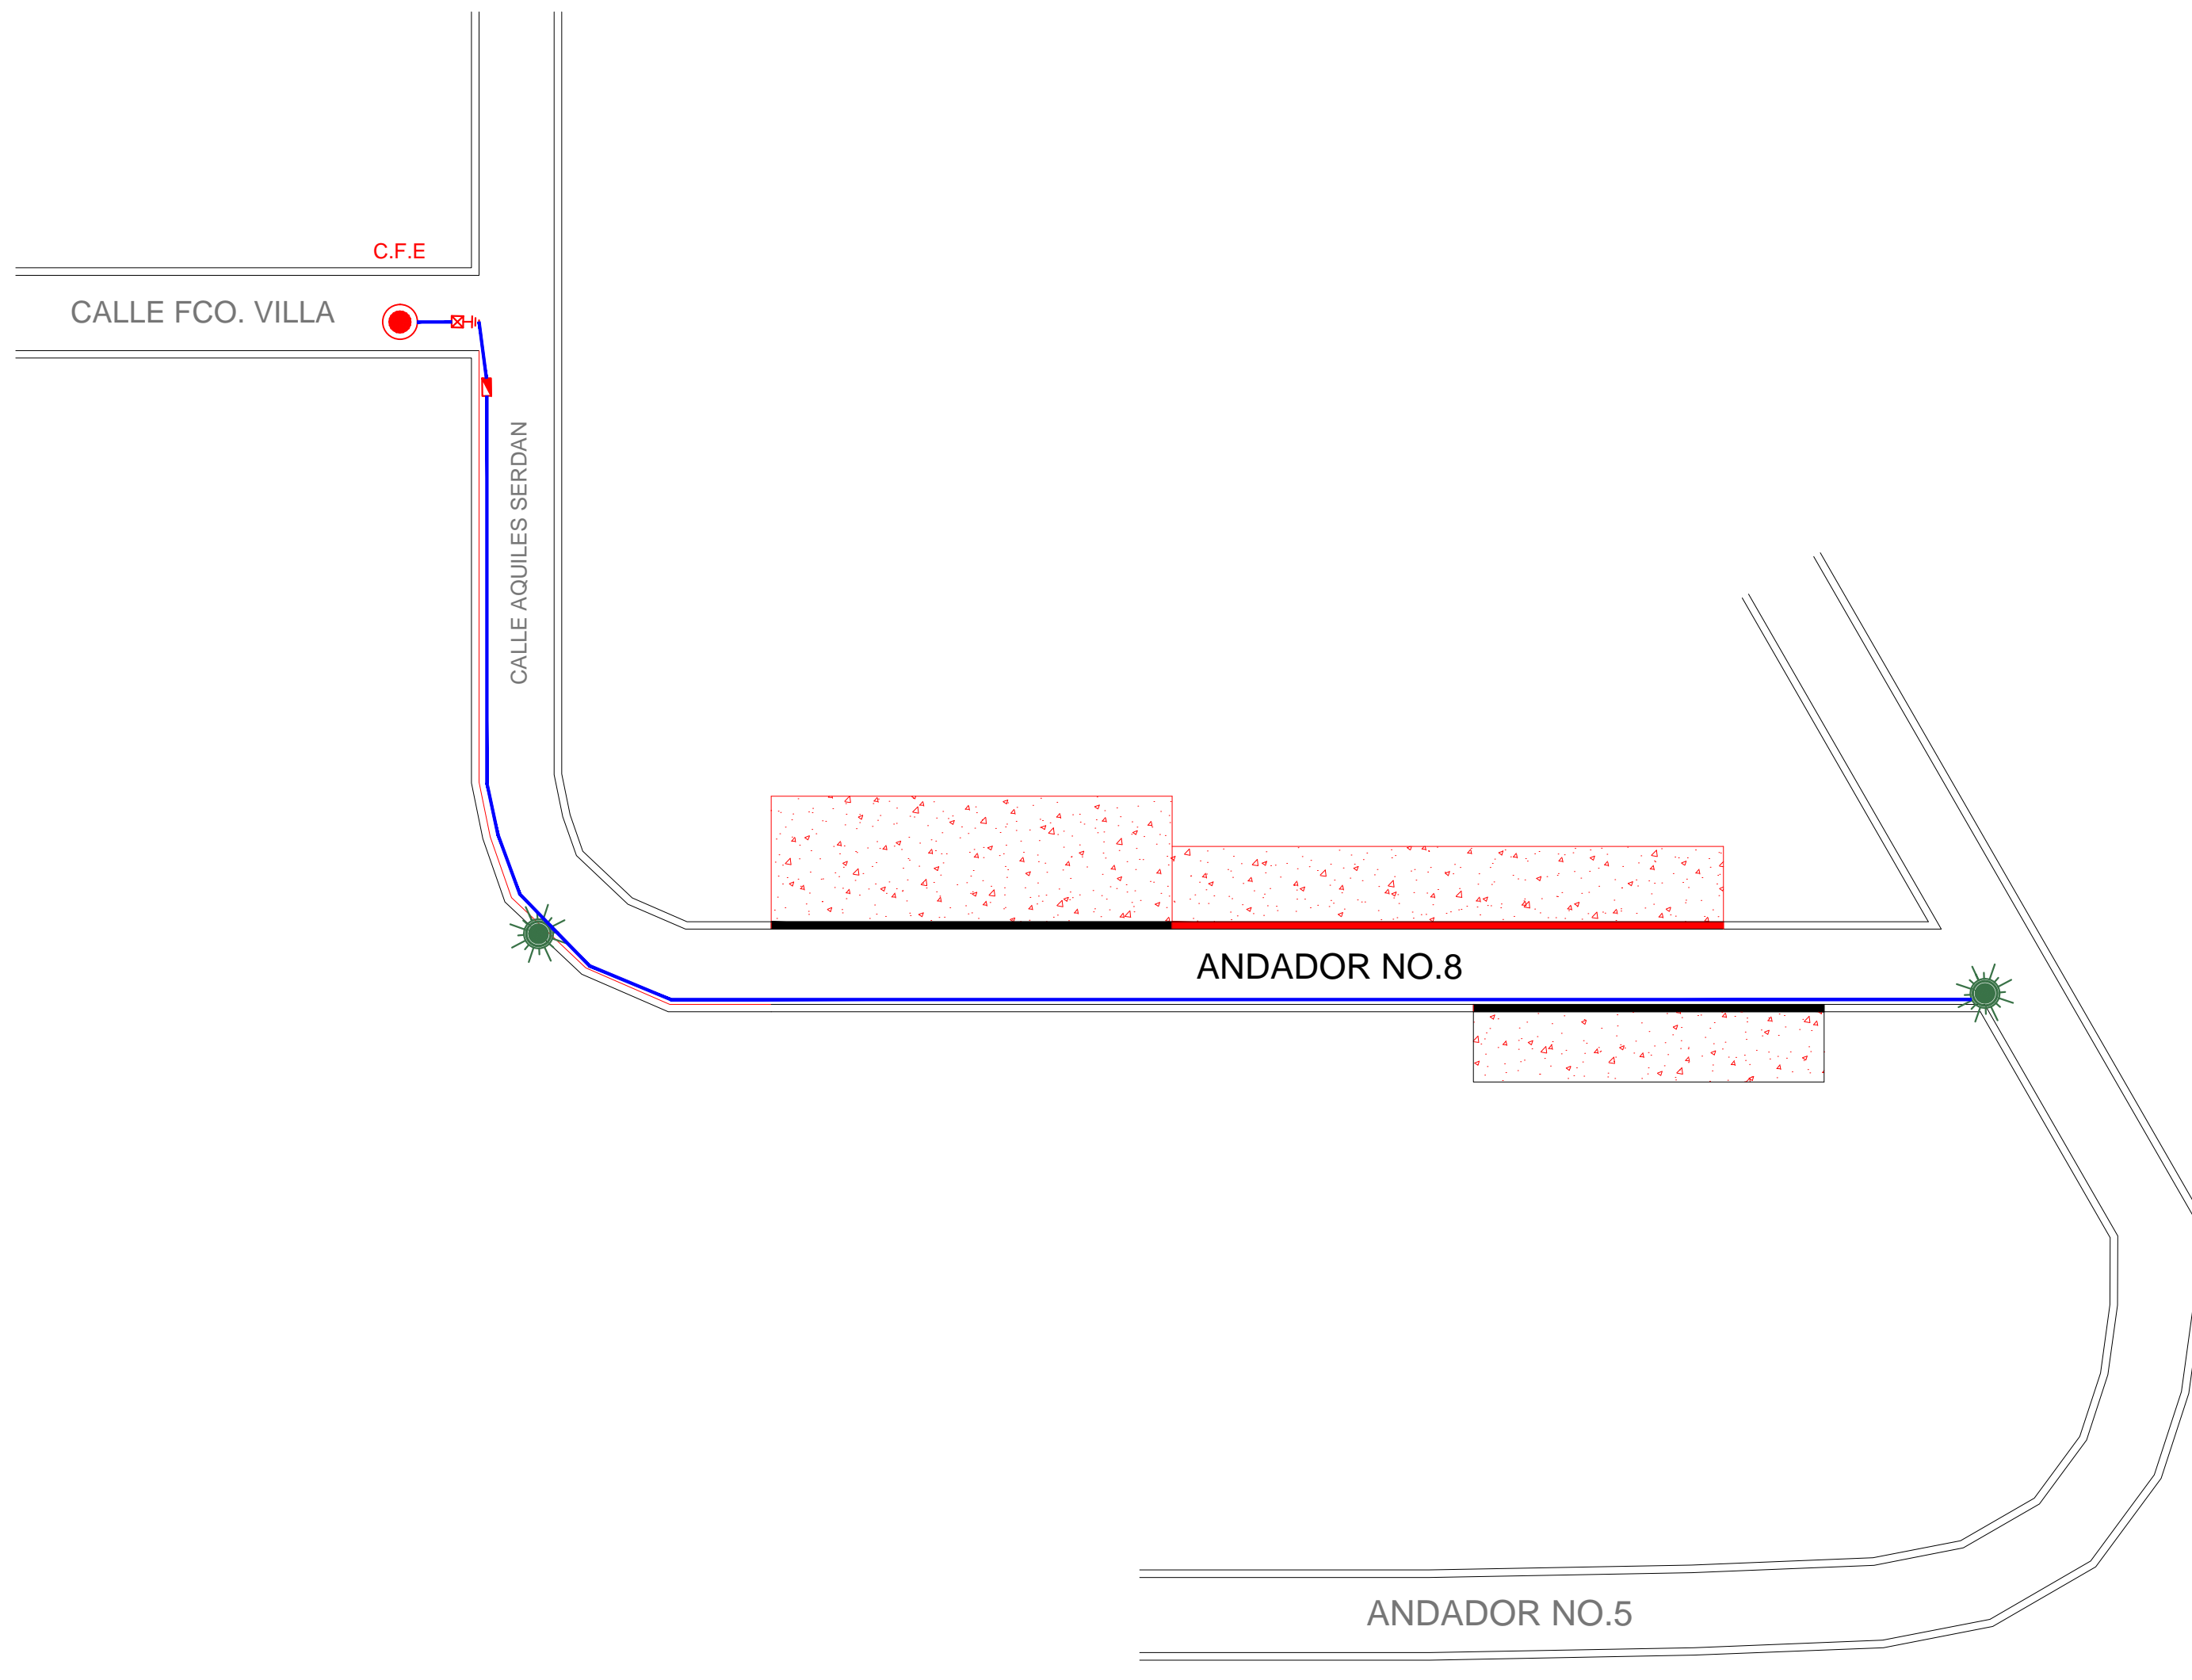 C.F.E
CALLE FCO. VILLA
CALLE AQUILES SERDAN
ANDADOR NO.8
ANDADOR NO.5